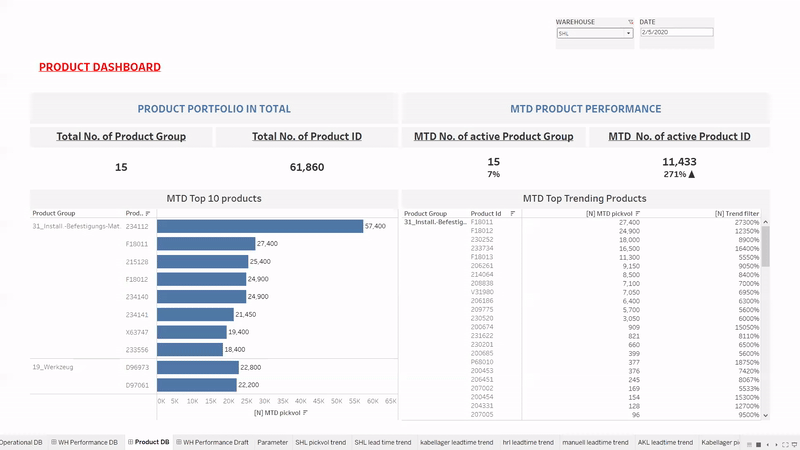 WAREHOUSE DATE
SHL 2/5/2020
PRODUCT DASHBOARD
PRODUCT PORTFOLIO IN TOTAL MTD PRODUCT PERFORMANCE
Total No. of Product Group Total No. of Product ID MTD No. of active Product Group MTD No. of active Product ID
15 61,860 15 11,433
7% 271% ▲
MTD Top 10 products MTD Top Trending Products
Product Group Prod.. Product Group Product Id [N] MTD pickvol [N] Trend filter
31_Install.-Befestigungs-Mat. 234112 57,400
F18011 27,400
215128 25,400
F18012 24,900
234140 24,900
234141 21,450
X63747 19,400
233556 18,400
19_Werkzeug D96973 22,800
D97061 22,200
0K 5K 10K 15K 20K 25K 30K 35K 40K 45K 50K 55K 60K 65K
[N] MTD pickvol
31_Install.-Befestig.. F18011 27,400 27300%
F18012 24,900 12350%
230252 18,000 8900%
233734 16,500 16400%
F18013 11,300 5550%
206261 9,150 9050%
214064 8,500 8400%
208838 7,100 7000%
V31980 7,050 6950%
206186 6,400 6300%
209775 5,700 5600%
230520 3,050 6000%
200674 909 15050%
231622 821 8110%
230201 660 6500%
200685 399 5600%
P68010 377 18750%
200453 376 7420%
206451 245 8067%
207002 169 5533%
200454 154 15300%
204331 128 12700%
207005 96 9500%
Operational DB WH Performance DB Product DB WH Performance Draft Parameter SHL pickvol trend SHL lead time trend kabellager leadtime trend hrl leadtime trend manuell leadtime trend AKL leadtime trend Kabellager pi